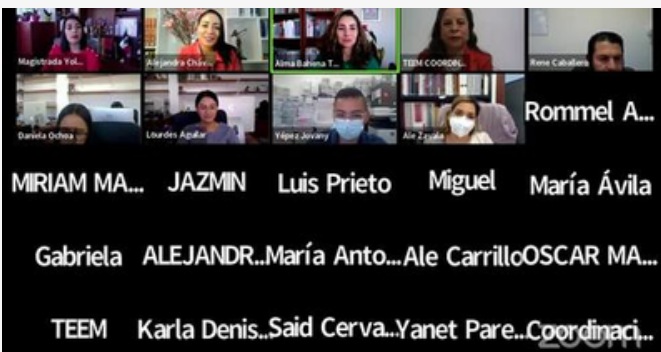 Magistrada Yol... Alejandra Cháv... Alma Bahena T... TEEM COORDI... Rene Caballero
Daniela Ochoa Lourdes Aguilar Yépez Jovany Ale Zavala Rommel A...
MIRIAM MA... JAZMIN Luis Prieto Miguel María Ávila
Gabriela ALEJANDR... María Anto... Ale Carrillo OSCAR MA...
TEEM Karla Denis... Said Cerva... Yanet Pare... Coordinaci...
zoom